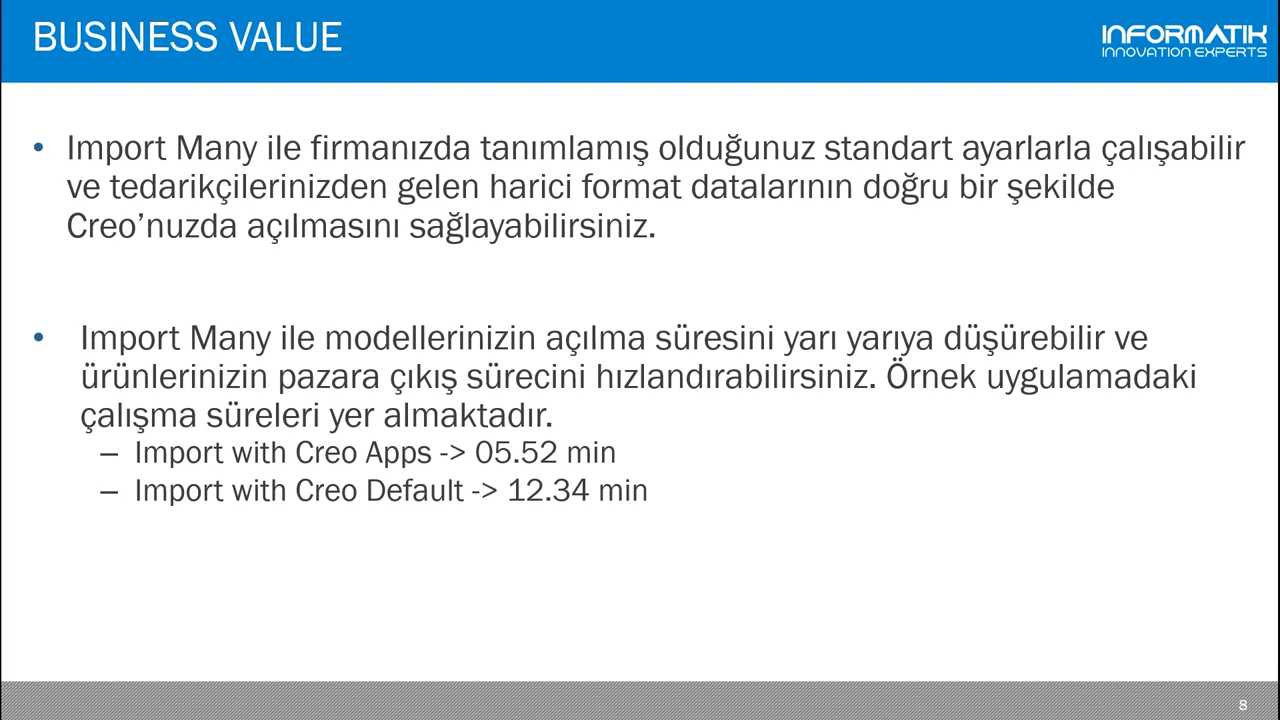 BUSINESS VALUE
INFORMATIK
INNOVATION EXPERTS
• Import Many ile firmanızda tanımlamış olduğunuz standart ayarlarla çalışabilir
ve tedarikçilerinizden gelen harici format datalarının doğru bir şekilde
Creo’nuzda açılmasını sağlayabilirsiniz.
• Import Many ile modellerinizin açılma süresini yarı yarıya düşürebilir ve
ürünlerinizin pazara çıkış sürecini hızlandırabilirsiniz. Örnek uygulamadaki
çalışma süreleri yer almaktadır.
– Import with Creo Apps -> 05.52 min
– Import with Creo Default -> 12.34 min
8